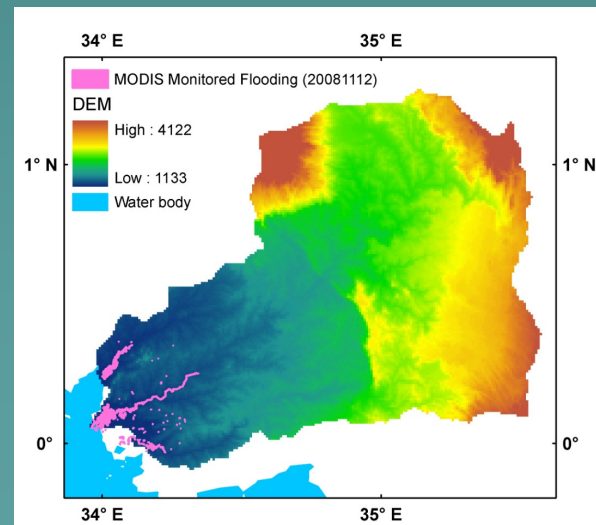 34° E 35° E
MODIS Monitored Flooding (20081112)
DEM
High : 4122
1° N 1° N
Low : 1133
Water body
0° 0°
34° E 35° E